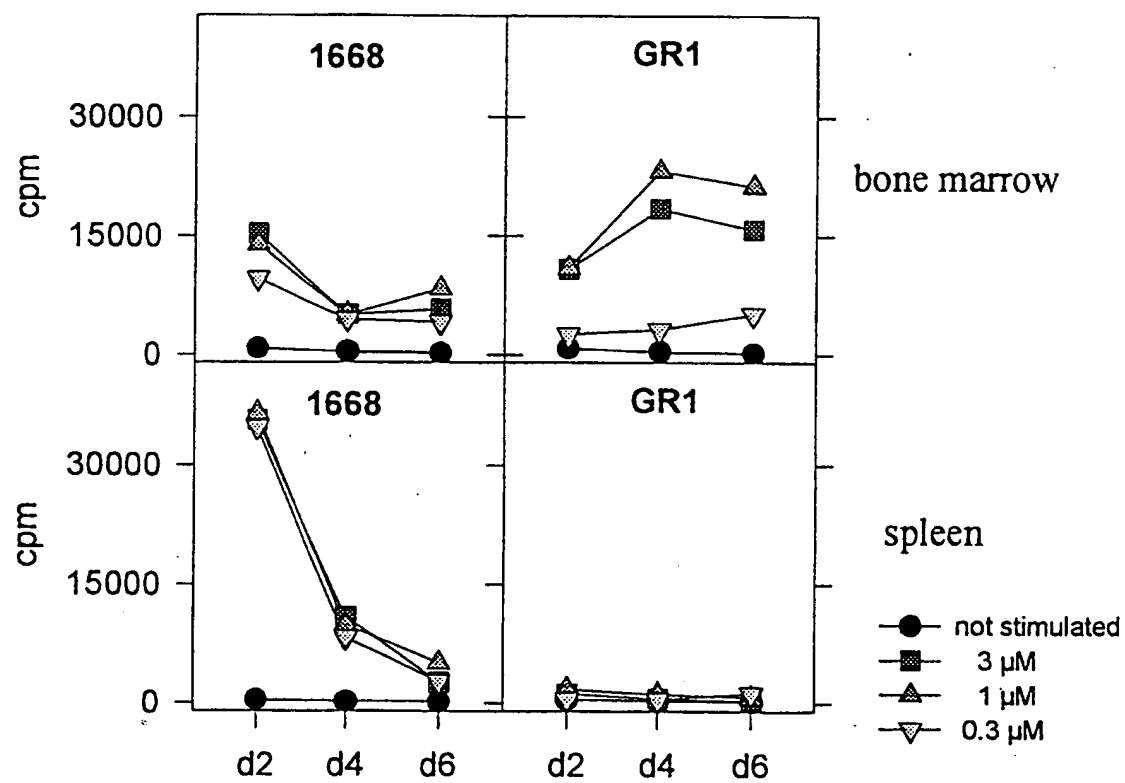 1668 GR1
30000
15000
0
cpm
bone marrow
1668 GR1
30000
15000
0
cpm
spleen
not stimulated
3 µM
1 µM
0.3 µM
d2 d4 d6 d2 d4 d6